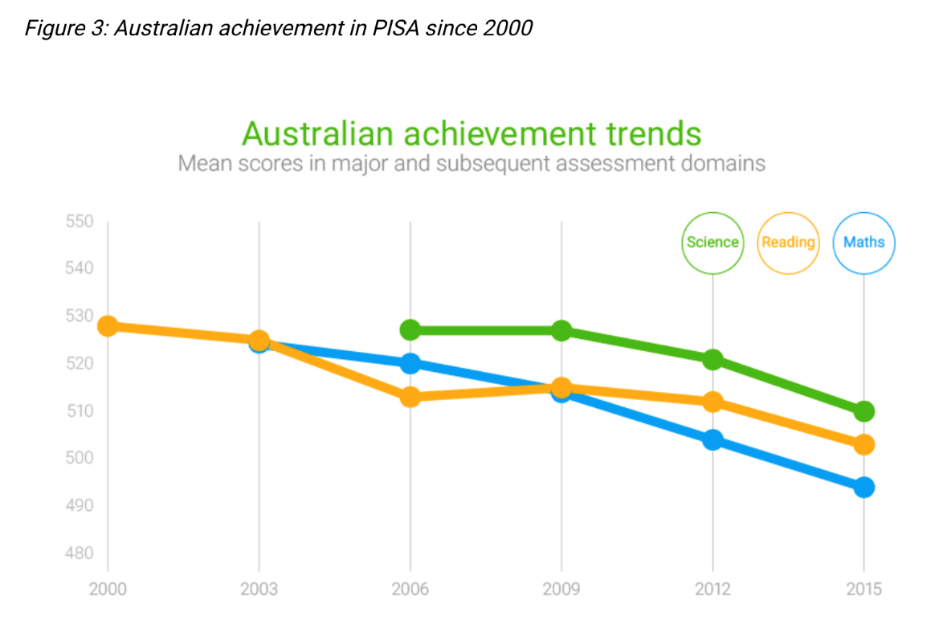 Figure 3: Australian achievement in PISA since 2000
Australian achievement trends
Mean scores in major and subsequent assessment domains
550
Science
Reading
Maths
540
530
520
510
500
490
480
2000
2003
2006
2009
2012
2015